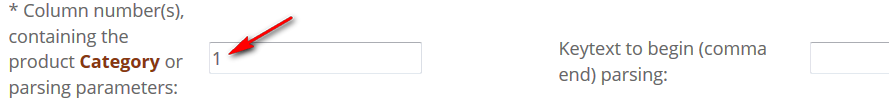 * Column number(s),
containing the
product Category or
parsing parameters:
1
Keytext to begin (comma
end) parsing: